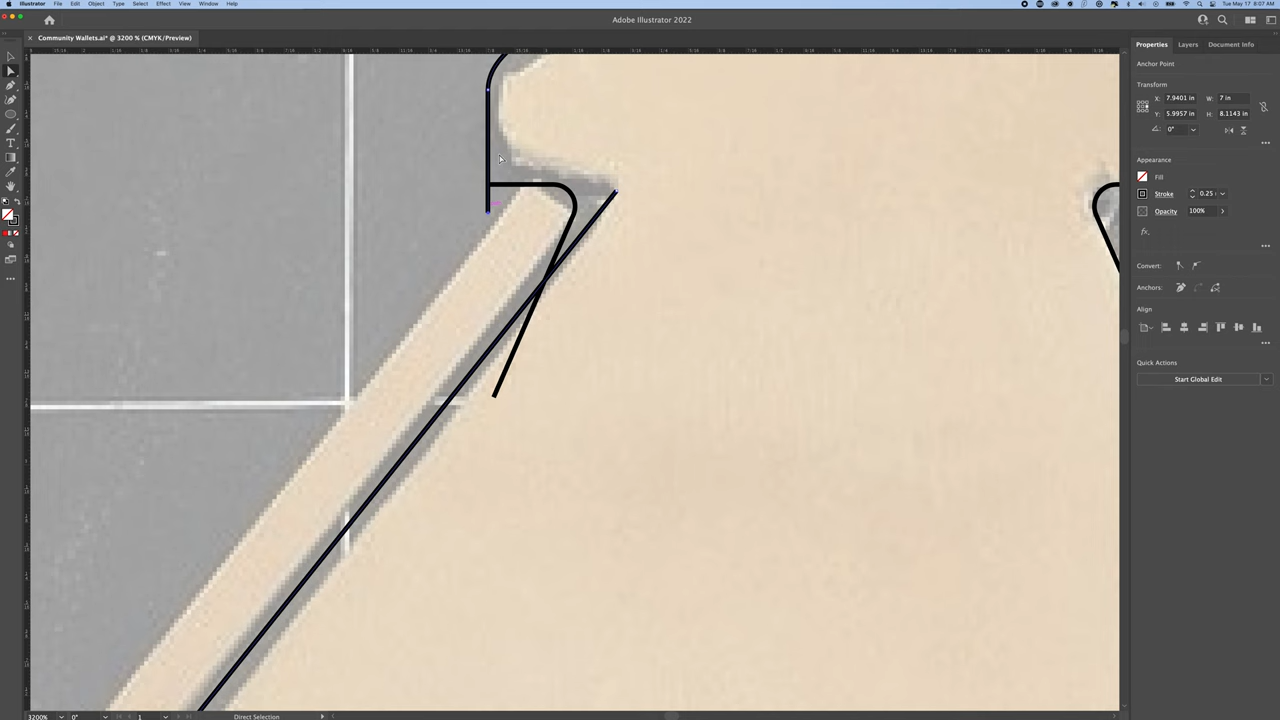 Illustrator File Edit Object Type Select Effect View Window Help
Tue May 17 8:07 AM
Adobe Illustrator 2022
× Community Wallets.ai* @ 3200 % (CMYK/Preview)
Properties Layers Document Info
Anchor Point
Transform
X: 7.9401 in W: 7 in
Y: 5.9957 in H: 8.1143 in
0°
Appearance
Fill
Stroke 0.25
Opacity 100%
fx
Convert:
Anchors:
Align
Quick Actions
Start Global Edit
3200% 0° 1 Direct Selection